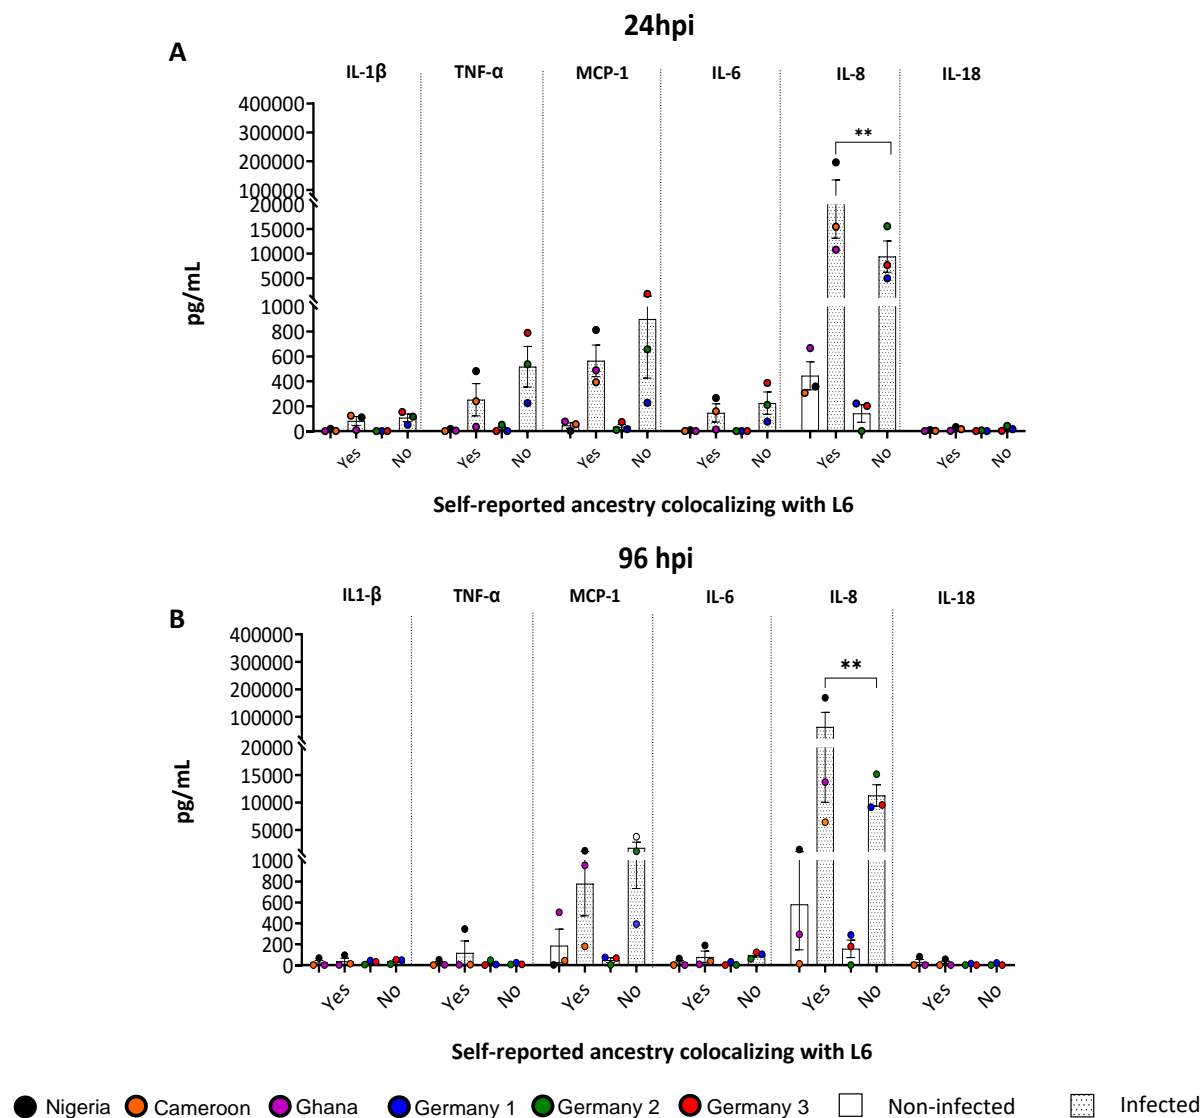 24hpi
A
IL-1β TNF-α MCP-1 IL-6 IL-8 IL-18
400000
300000
200000
100000
20000
15000
10000
5000
1000
800
600
400
200
0
pg/mL
**
Yes No Yes No Yes No Yes No Yes No Yes No
Self-reported ancestry colocalizing with L6
96 hpi
B
IL1-β TNF-α MCP-1 IL-6 IL-8 IL-18
400000
300000
200000
100000
20000
15000
10000
5000
1000
800
600
400
200
0
pg/mL
**
Yes No Yes No Yes No Yes No Yes No Yes No
Self-reported ancestry colocalizing with L6
Nigeria Cameroon Ghana Germany 1 Germany 2 Germany 3 Non-infected Infected